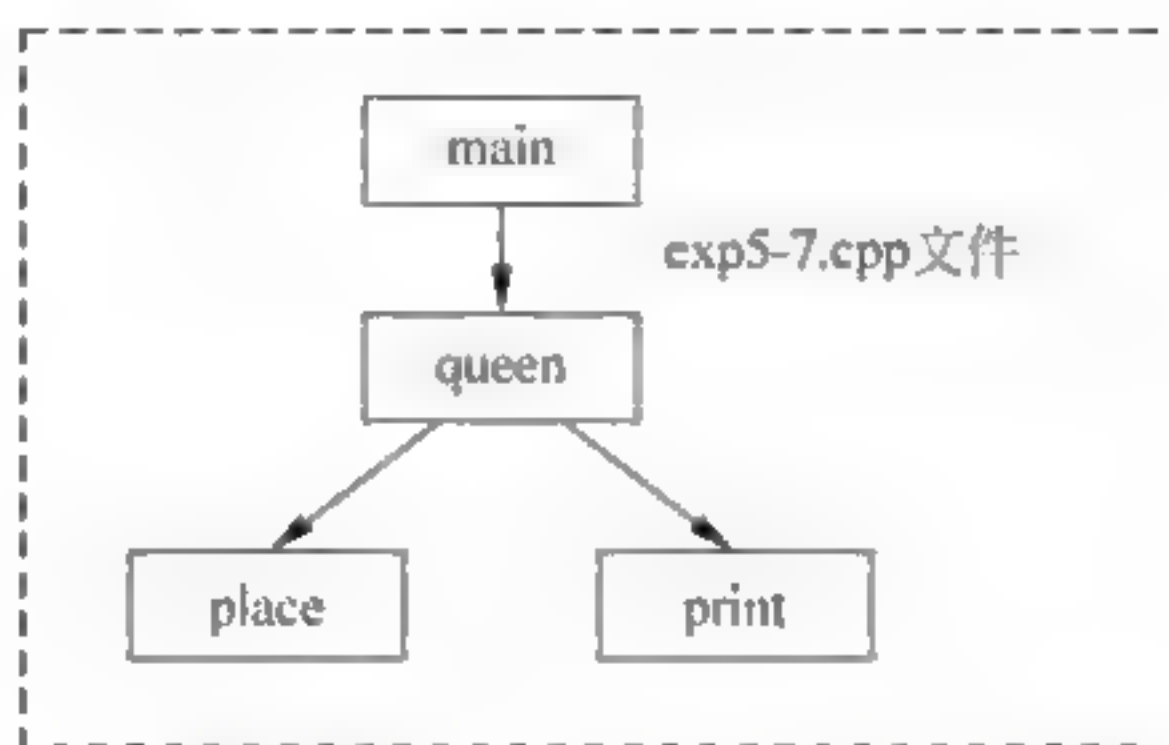 main
exp5-7.cpp文件
queen
place
print